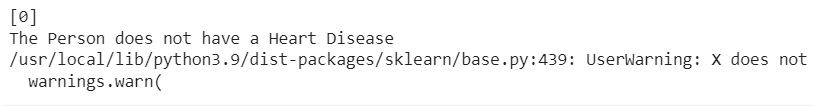 [0]
The Person does not have a Heart Disease
/usr/local/lib/python3.9/dist-packages/sklearn/base.py:439: UserWarning: X does not
  warnings.warn(